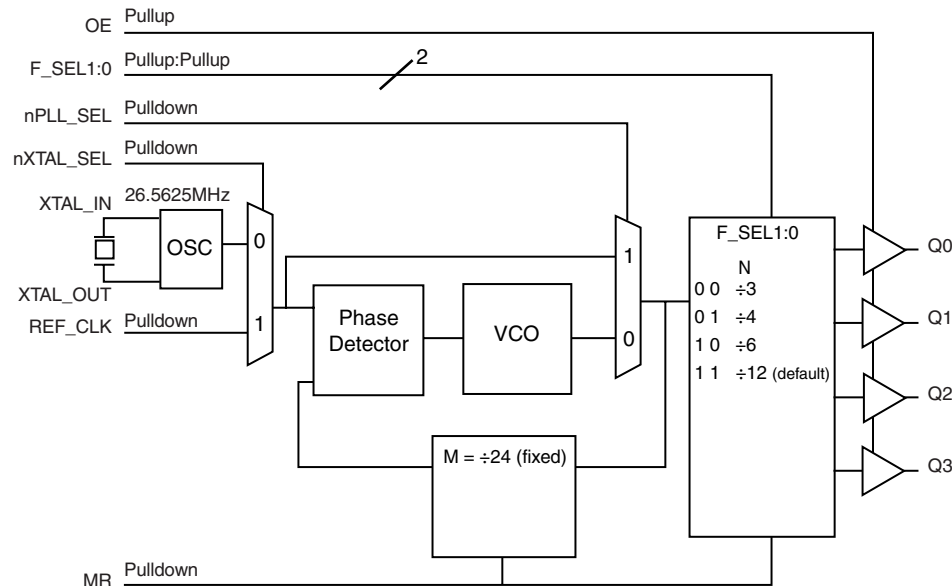 OE Pullup
F_SEL1:0 Pullup:Pullup 2
nPLL_SEL Pulldown
nXTAL_SEL Pulldown
XTAL_IN 26.5625MHz
OSC
XTAL_OUT
REF_CLK Pulldown
0
1
Phase
Detector
VCO
1
0
M = ÷24 (fixed)
F_SEL1:0
N
0 0 ÷3
0 1 ÷4
1 0 ÷6
1 1 ÷12 (default)
Q0
Q1
Q2
Q3
MR Pulldown